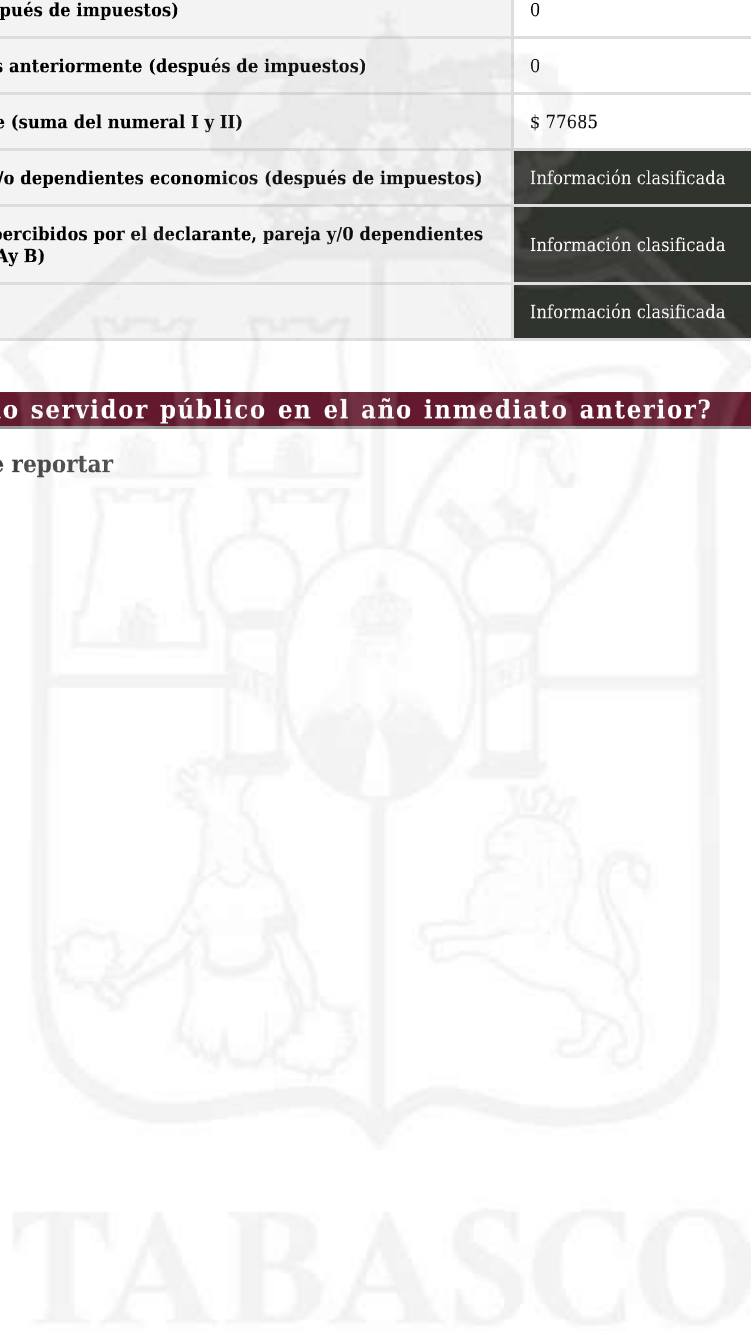 pués de impuestos)
0
s anteriormente (después de impuestos)
0
e (suma del numeral I y II)
$ 77685
/o dependientes economicos (después de impuestos)
Información clasificada
percibidos por el declarante, pareja y/0 dependientes
Ay B)
Información clasificada
Información clasificada
o servidor público en el año inmediato anterior?
e reportar
TABASCO